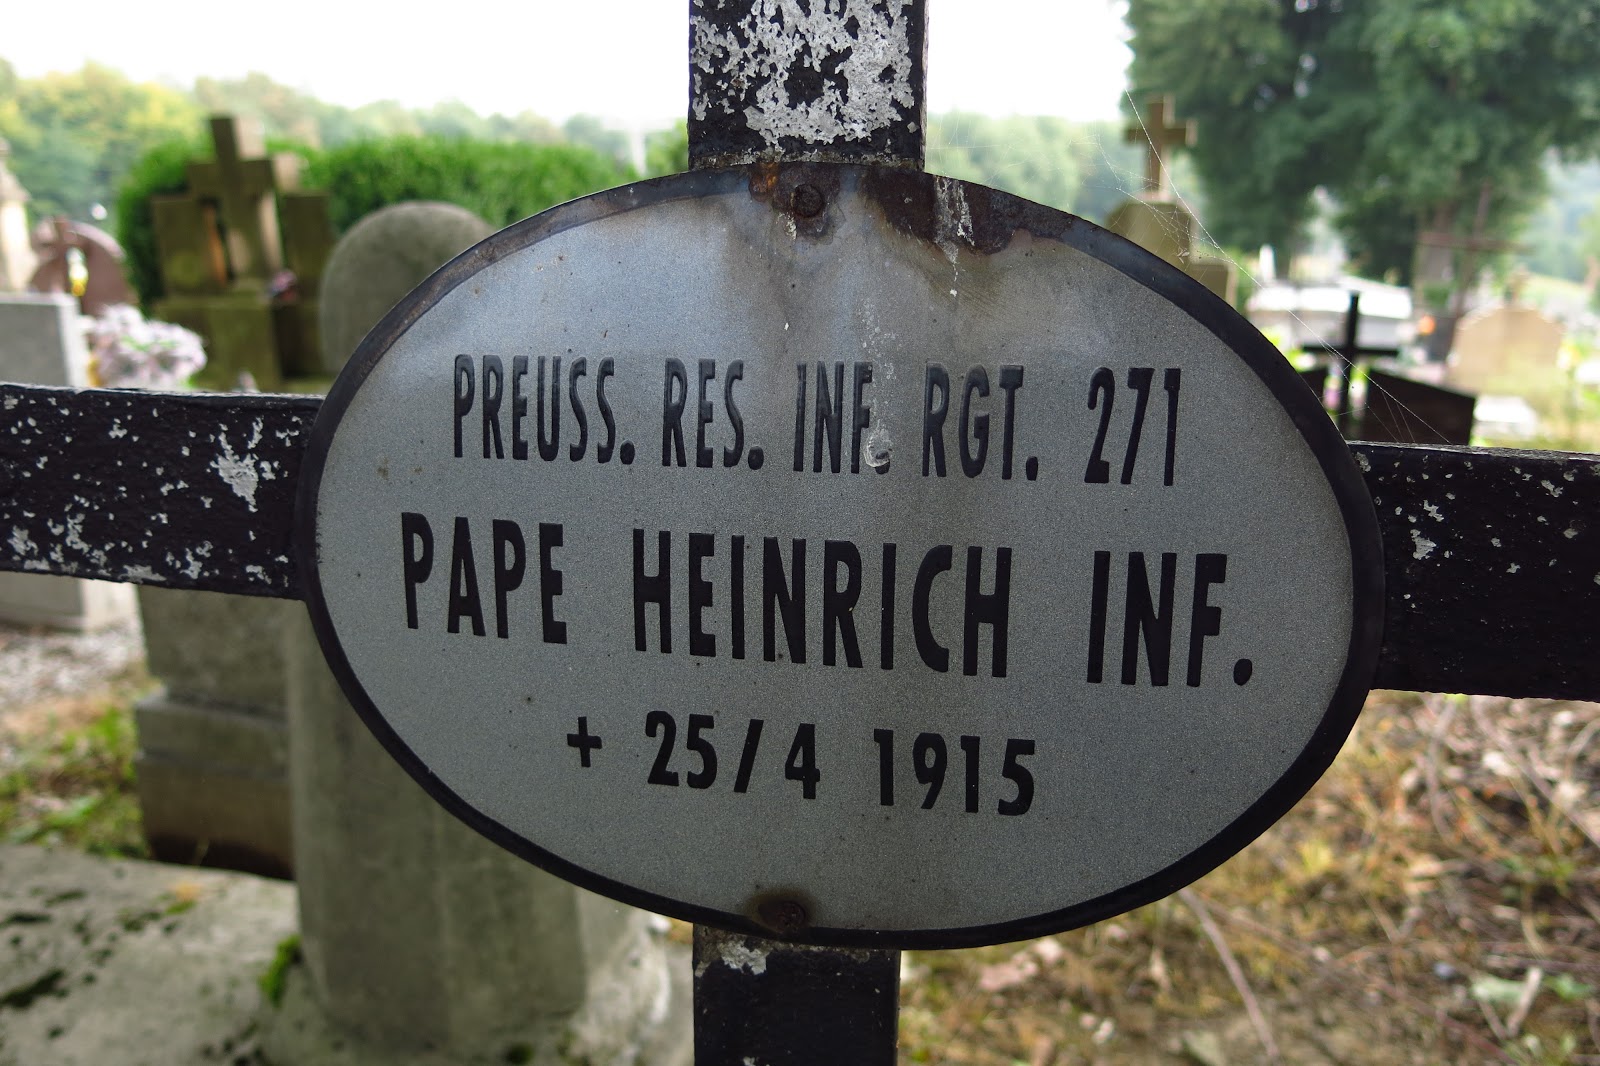 PREUSS. RES. INF. RGT. 271
PAPE HEINRICH INF.
+ 25/4 1915